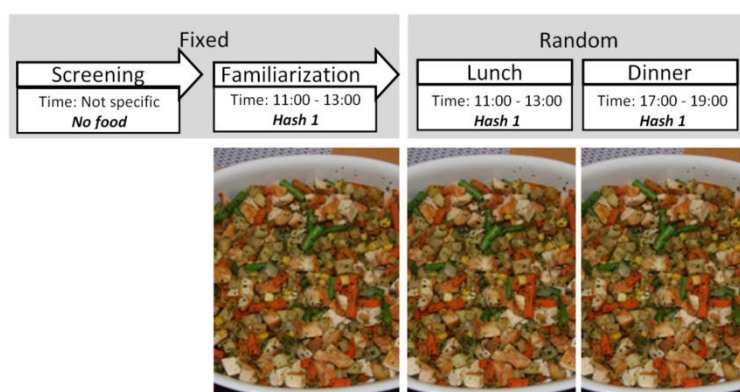 Fixed
Random
Screening
Familiarization
Lunch
Dinner
Time: Not specific
Time: 11:00 - 13:00
Time: 11:00 - 13:00
Time: 17:00 - 19:00
No food
Hash 1
Hash 1
Hash 1